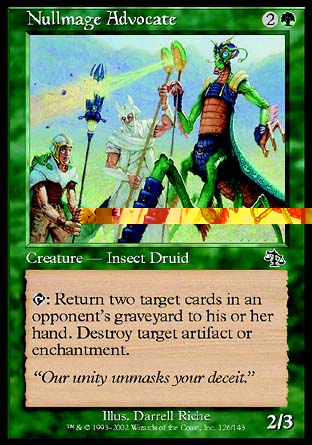 Nullmage Advocate 2
Creature — Insect Druid
: Return two target cards in an
opponent's graveyard to his or her
hand. Destroy target artifact or
enchantment.
"Our unity unmasks your deceit."
Illus. Darrell Riche
™ & © 1993–2002 Wizards of the Coast, Inc. 126/143
2/3